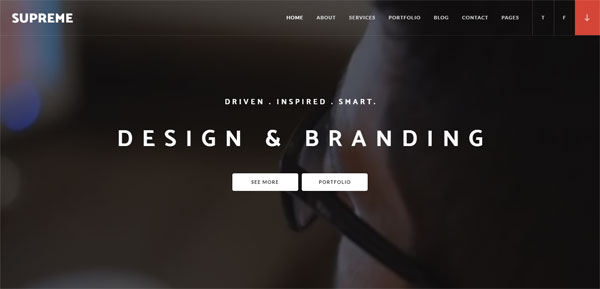 SUPREME HOME ABOUT SERVICES PORTFOLIO BLOG CONTACT PAGES T F
DRIVEN . INSPIRED . SMART.
DESIGN & BRANDING
SEE MORE PORTFOLIO